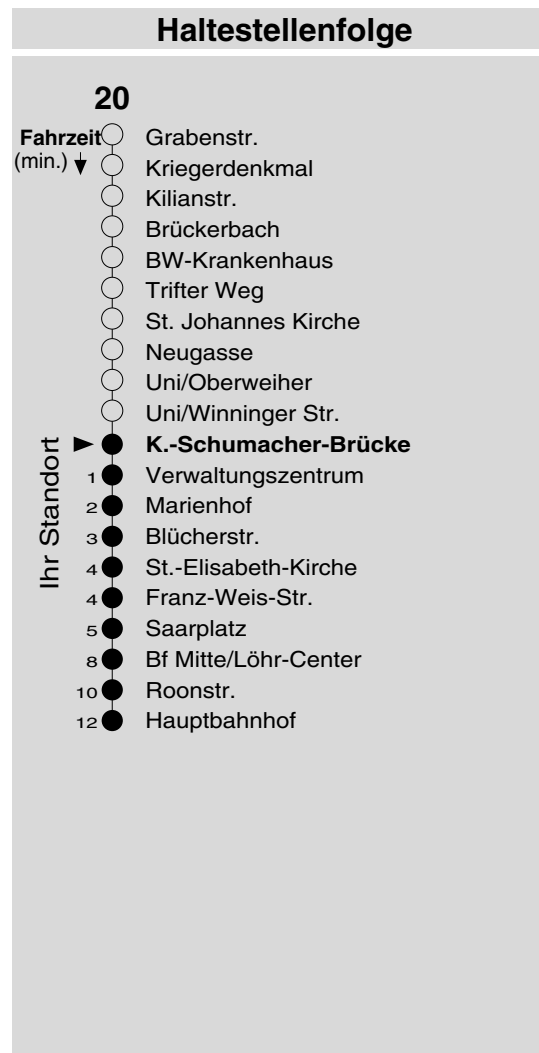 Haltestellenfolge
20
Fahrzeit Grabenstr.
(min.) Kriegerdenkmal
Kilianstr.
Brückerbach
BW-Krankenhaus
Trifter Weg
St. Johannes Kirche
Neugasse
Uni/Oberweiher
Uni/Winninger Str.
Ihr Standort
K.-Schumacher-Brücke
1 Verwaltungszentrum
2 Marienhof
3 Blücherstr.
4 St.-Elisabeth-Kirche
4 Franz-Weis-Str.
5 Saarplatz
8 Bf Mitte/Löhr-Center
10 Roonstr.
12 Hauptbahnhof